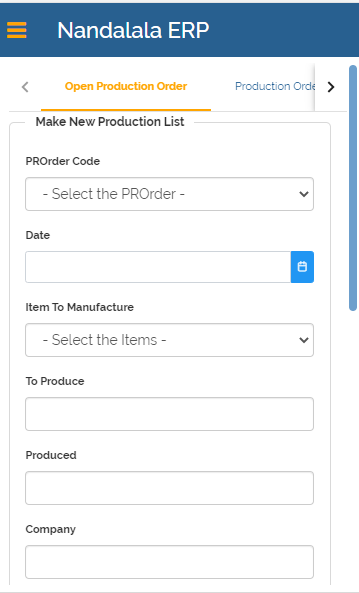 Nandalala ERP
Open Production Order
Production Orde
Make New Production List
PROrder Code
- Select the PROrder -
Date
Item To Manufacture
- Select the Items -
To Produce
Produced
Company